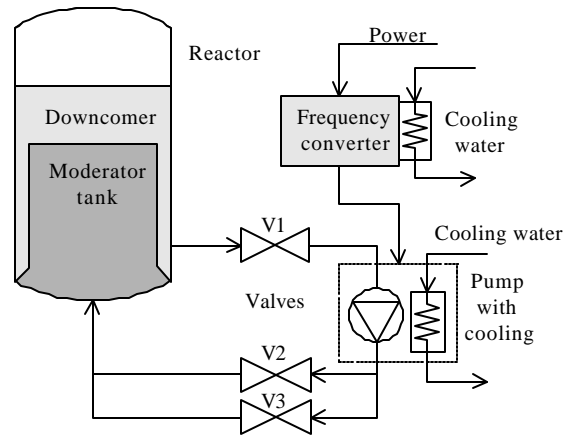 Power
Reactor
Downcomer
Frequency
converter
Cooling
water
Moderator
tank
V1
Cooling water
Valves
Pump
with
cooling
V2
V3